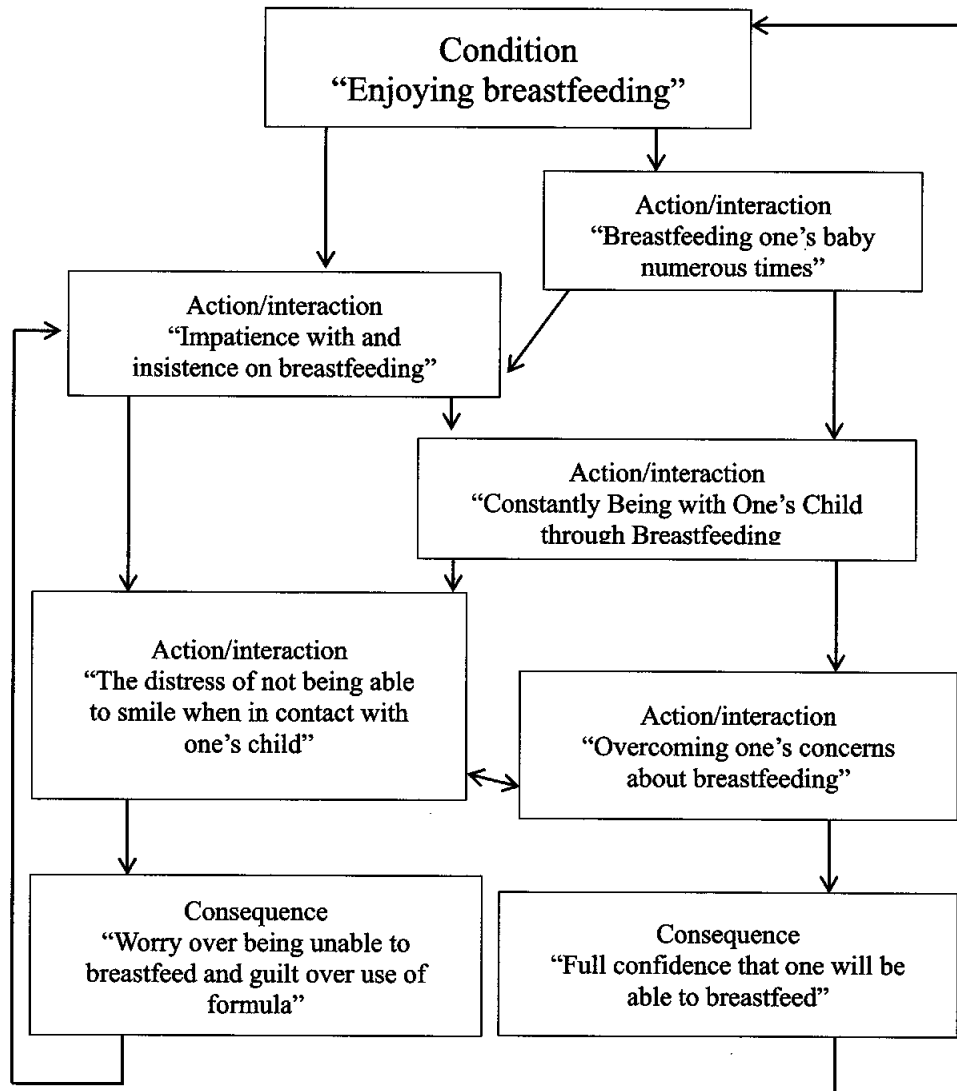 Condition
“Enjoying breastfeeding”
Action/interaction
“Breastfeeding one’s baby
numerous times”
Action/interaction
“Impatience with and
insistence on breastfeeding”
Action/interaction
“Constantly Being with One’s Child
through Breastfeeding
Action/interaction
“The distress of not being able
to smile when in contact with
one’s child”
Action/interaction
“Overcoming one’s concerns
about breastfeeding”
Consequence
“Worry over being unable to
breastfeed and guilt over use of
formula”
Consequence
“Full confidence that one will be
able to breastfeed”